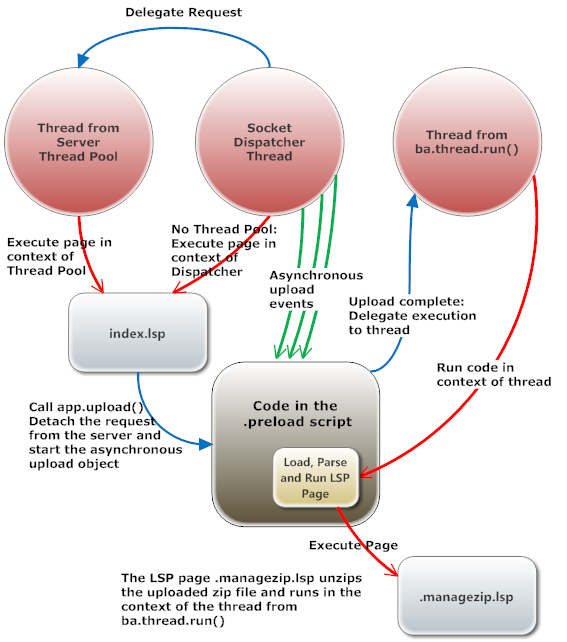 Delegate Request
Thread from
Server
Thread Pool
Socket
Dispatcher
Thread
Thread from
ba.thread.run()
Execute page in
context of
Thread Pool
No Thread Pool:
Execute page in
context of
Dispatcher
Asynchronous
upload
events
Upload complete:
Delegate execution
to thread
index.lsp
Run code in
context of thread
Call app.upload()
Detach the request
from the server and
start the asynchronous
upload object
Code in the
.preload script
Load, Parse
and Run LSP
Page
Execute Page
The LSP page .managezip.lsp unzips
the uploaded zip file and runs in the
context of the thread from
ba.thread.run()
.managezip.lsp